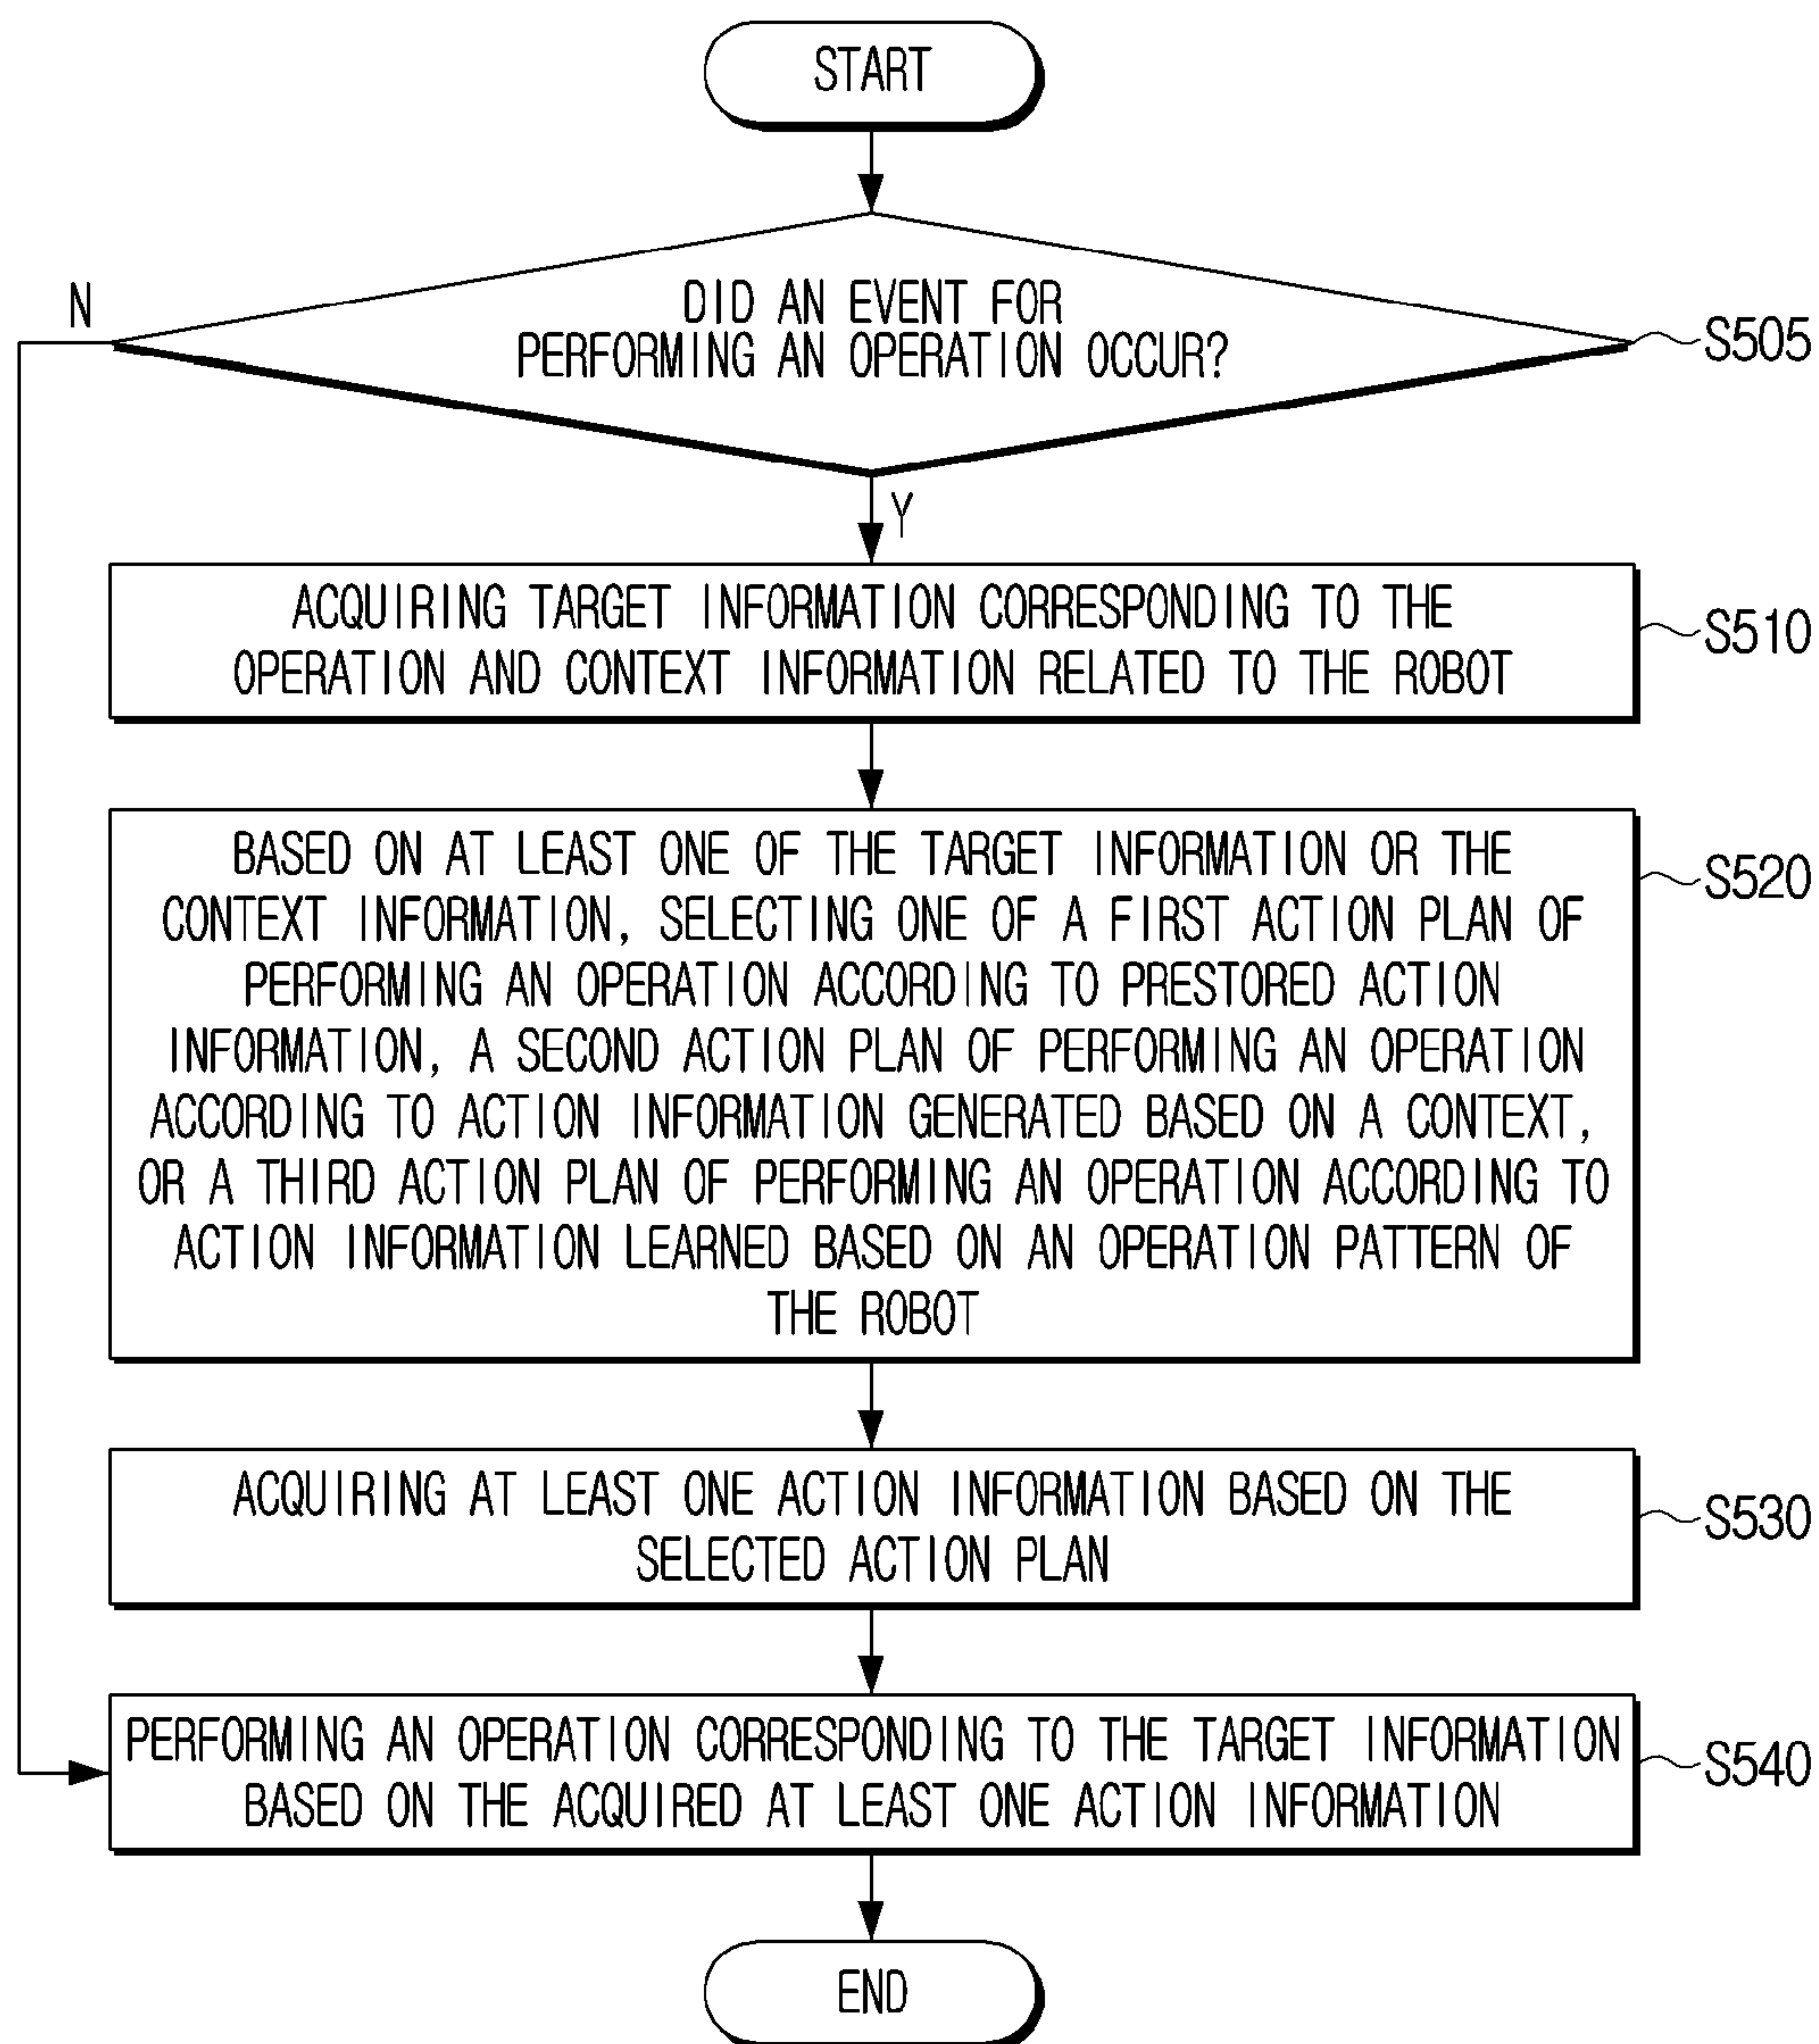 START
N
DID AN EVENT FOR
PERFORMING AN OPERATION OCCUR?
S505
Y
ACQUIRING TARGET INFORMATION CORRESPONDING TO THE
OPERATION AND CONTEXT INFORMATION RELATED TO THE ROBOT
S510
BASED ON AT LEAST ONE OF THE TARGET INFORMATION OR THE
CONTEXT INFORMATION, SELECTING ONE OF A FIRST ACTION PLAN OF
PERFORMING AN OPERATION ACCORDING TO PRESTORED ACTION
INFORMATION, A SECOND ACTION PLAN OF PERFORMING AN OPERATION
ACCORDING TO ACTION INFORMATION GENERATED BASED ON A CONTEXT,
OR A THIRD ACTION PLAN OF PERFORMING AN OPERATION ACCORDING TO
ACTION INFORMATION LEARNED BASED ON AN OPERATION PATTERN OF
THE ROBOT
S520
ACQUIRING AT LEAST ONE ACTION INFORMATION BASED ON THE
SELECTED ACTION PLAN
S530
PERFORMING AN OPERATION CORRESPONDING TO THE TARGET INFORMATION
BASED ON THE ACQUIRED AT LEAST ONE ACTION INFORMATION
S540
END